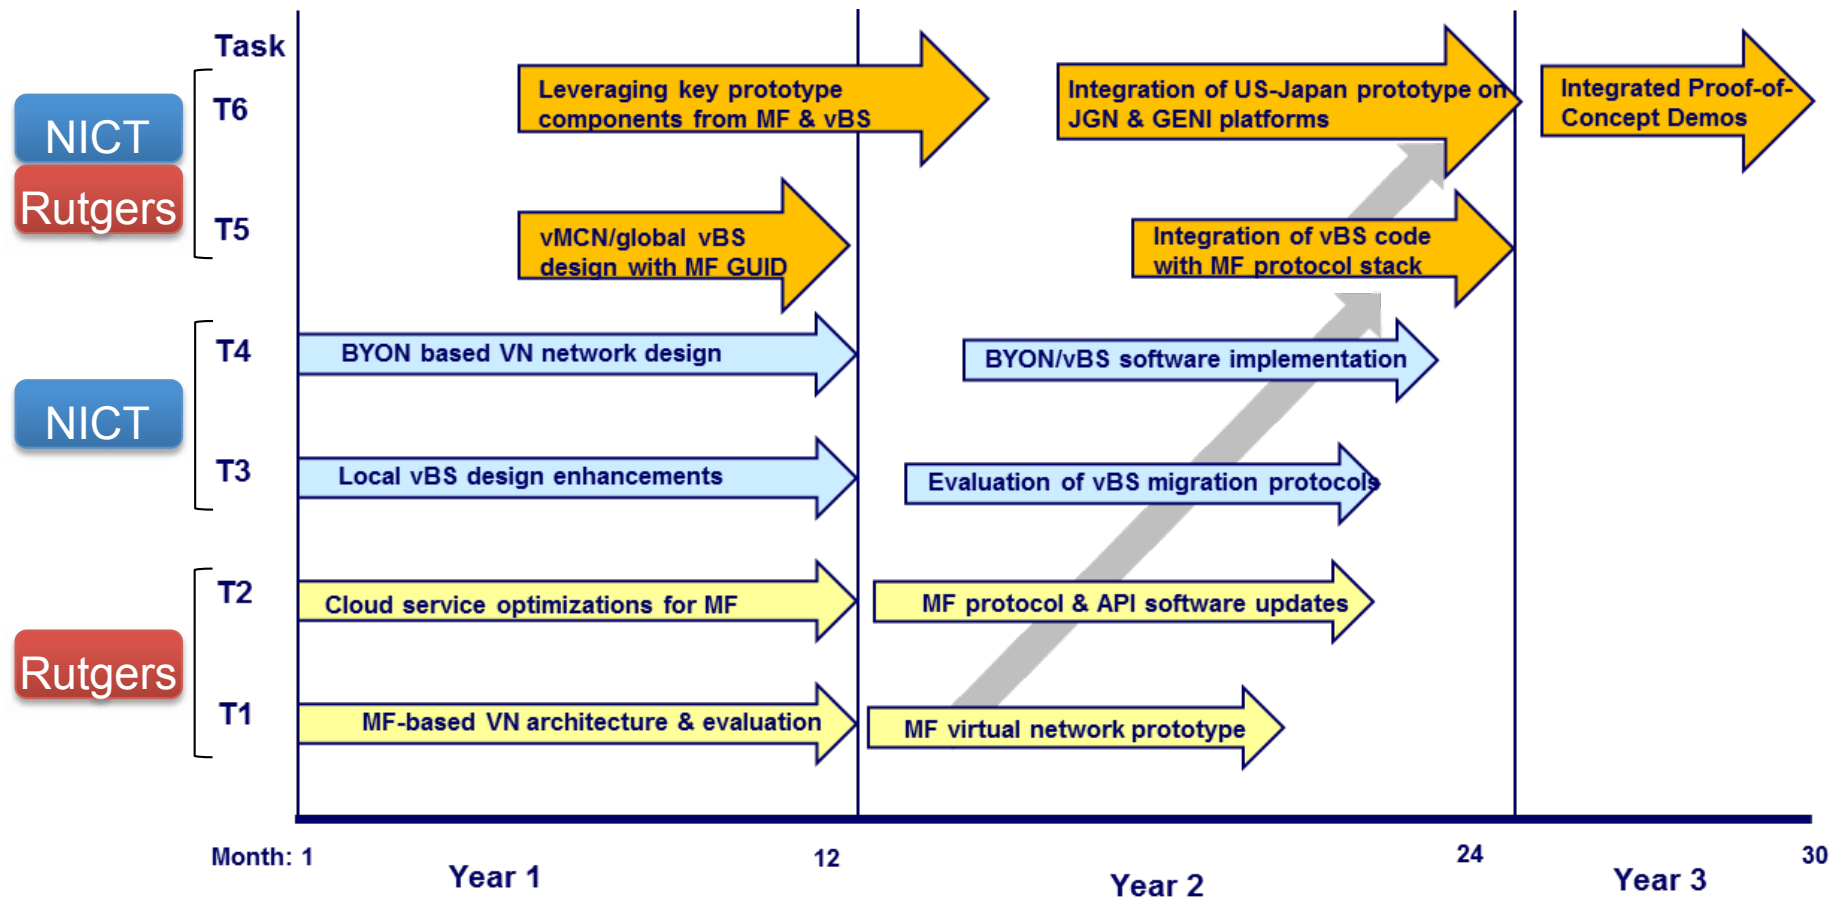 Task
T6
Leveraging key prototype
components from MF & vBS
Integration of US-Japan prototype on
JGN & GENI platforms
Integrated Proof-of-
Concept Demos
NICT
Rutgers
T5
vMCN/global vBS
design with MF GUID
Integration of vBS code
with MF protocol stack
T4
BYON based VN network design
BYON/vBS software implementation
NICT
T3
Local vBS design enhancements
Evaluation of vBS migration protocols
T2
Cloud service optimizations for MF
MF protocol & API software updates
Rutgers
T1
MF-based VN architecture & evaluation
MF virtual network prototype
Month: 1
12
24
30
Year 1
Year 2
Year 3